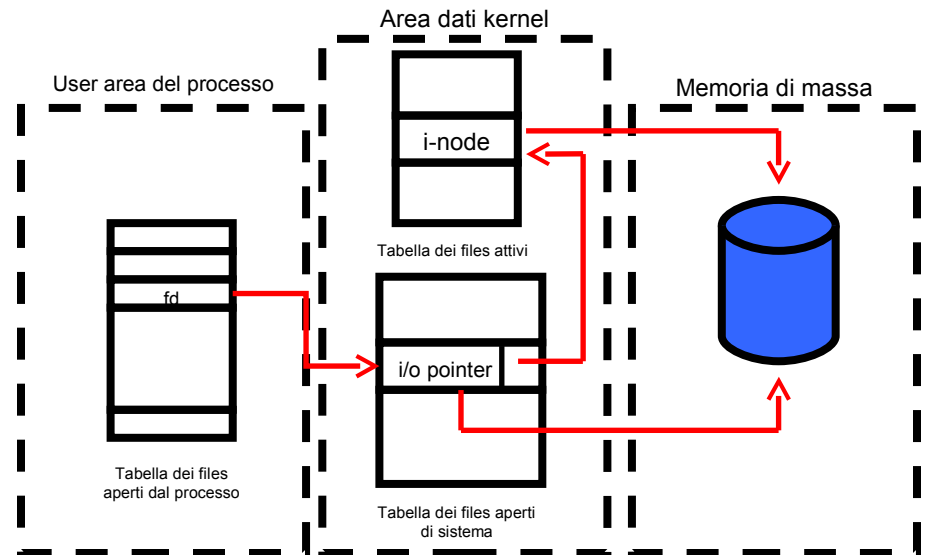 Area dati kernel
User area del processo
Memoria di massa
i-node
Tabella dei files attivi
fd
i/o pointer
Tabella dei files
aperti dal processo
Tabella dei files aperti
di sistema